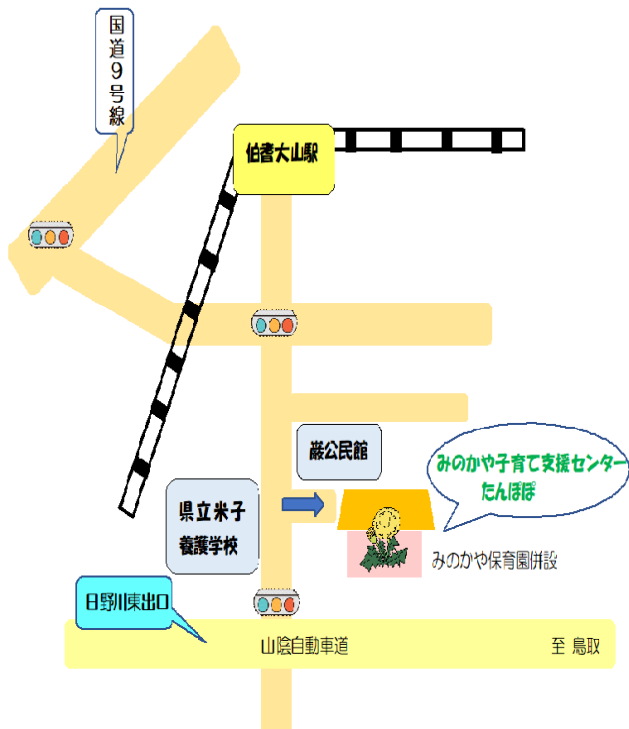 国道9号線
伯耆大山駅
巌公民館
みのかや子育て支援センター
たんぽぽ
県立米子
養護学校
みのかや保育園併設
日野川東出口
山陰自動車道
至 鳥取